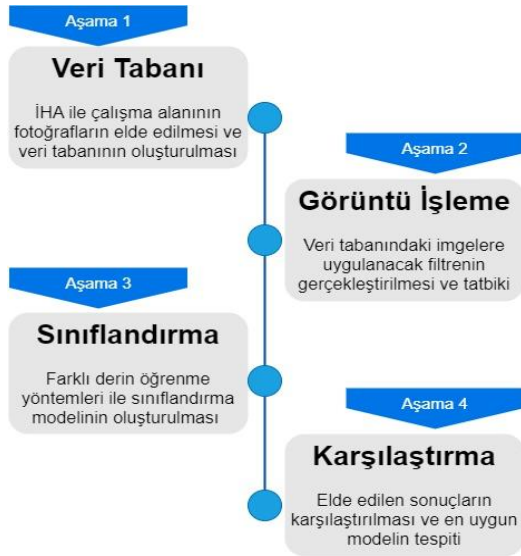 Aşama 1
Veri Tabanı
İHA ile çalışma alanının
fotoğrafların elde edilmesi ve
veri tabanının oluşturulması
Aşama 2
Görüntü İşleme
Veri tabanındaki imgelere
uygulanacak filtrenin
gerçekleştirilmesi ve tatbiki
Aşama 3
Sınıflandırma
Farklı derin öğrenme
yöntemleri ile sınıflandırma
modelinin oluşturulması
Aşama 4
Karşılaştırma
Elde edilen sonuçların
karşılaştırılması ve en uygun
modelin tespiti